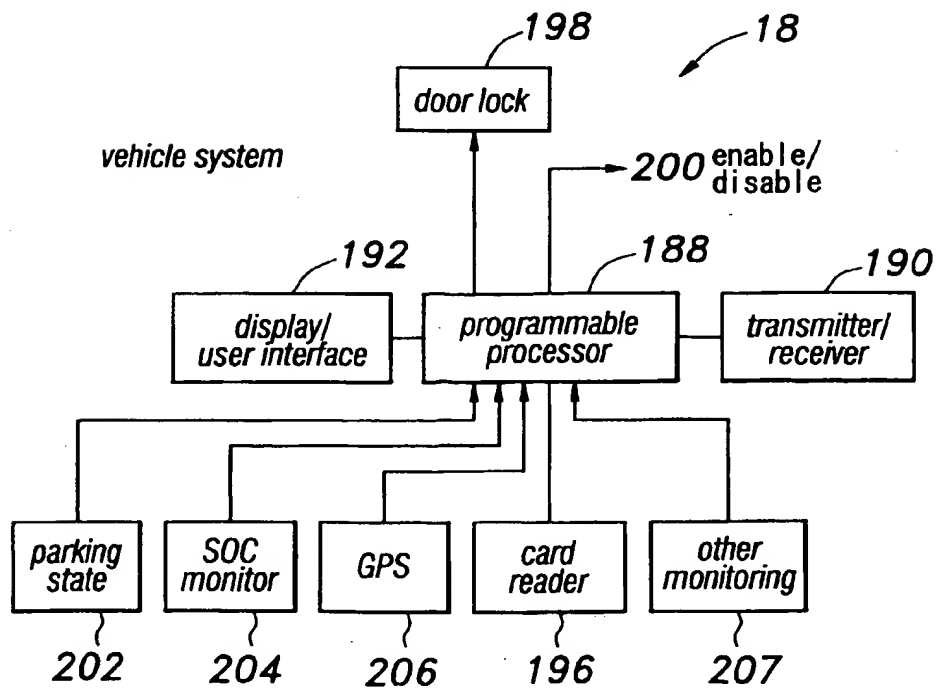 198
18
door lock
vehicle system
200 enable/
disable
192
188
190
display/
user interface
programmable
processor
transmitter/
receiver
parking
state
SOC
monitor
GPS
card
reader
other
monitoring
202
204
206
196
207